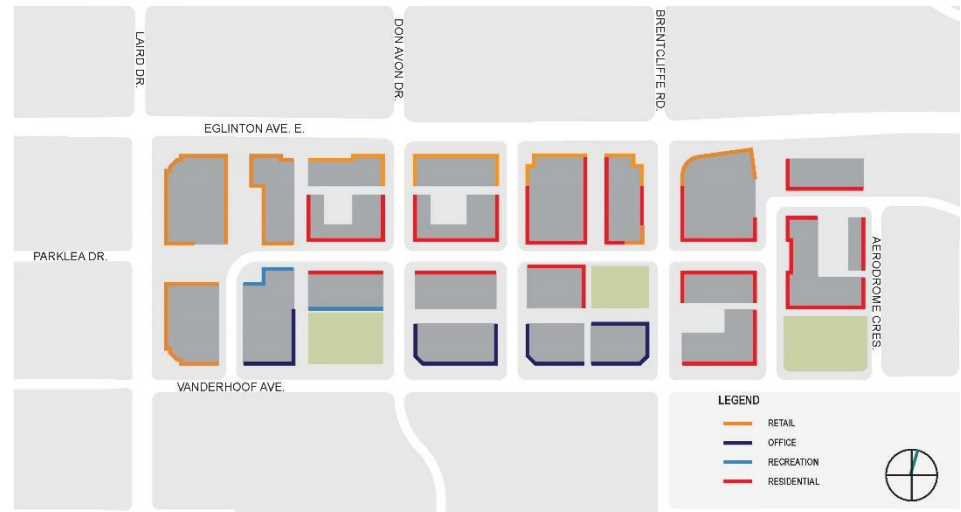 LAIRD DR.
DON AVON DR.
BRENTCLIFFE RD.
EGLINTON AVE. E.
PARKLEA DR.
AERODROME CRES.
VANDERHOOF AVE.
LEGEND
RETAIL
OFFICE
RECREATION
RESIDENTIAL